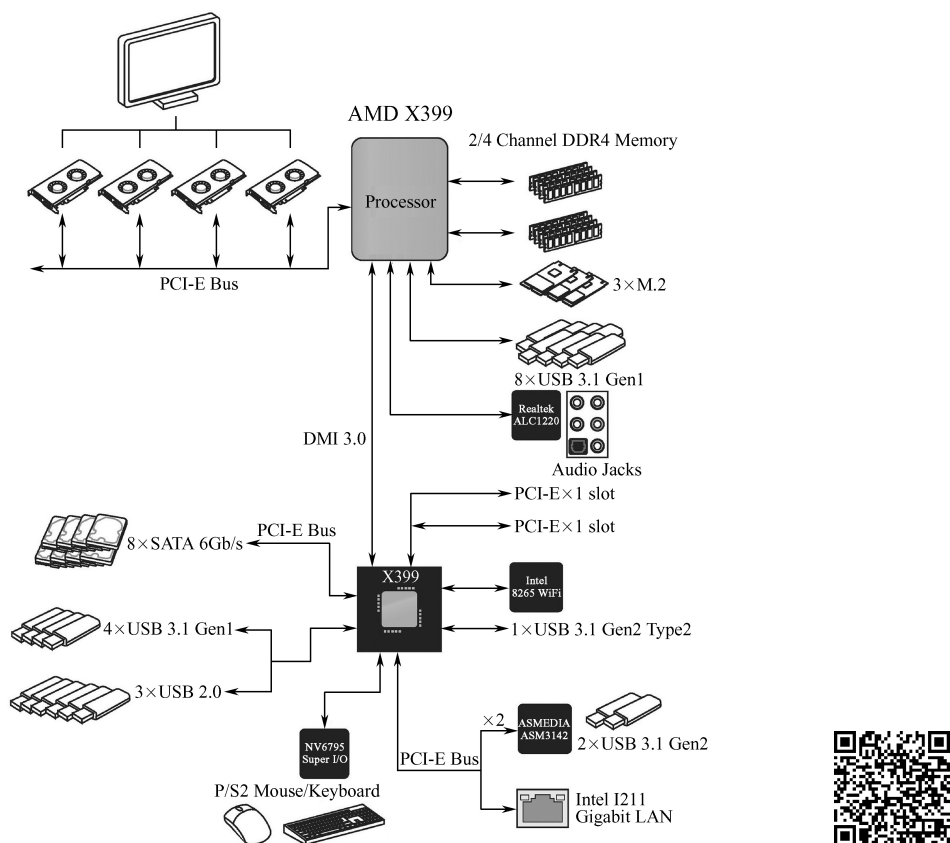 AMD X399
2/4 Channel DDR4 Memory
Processor
PCI-E Bus
3×M.2
8×USB 3.1 Gen1
Realtek
ALC1220
Audio Jacks
DMI 3.0
PCI-E×1 slot
PCI-E×1 slot
PCI-E Bus
8×SATA 6Gb/s
X399
Intel
8265 WiFi
4×USB 3.1 Gen1
1×USB 3.1 Gen2 Type2
3×USB 2.0
×2
ASMEDIA
ASM3142
2×USB 3.1 Gen2
NV6795
Super I/O
PCI-E Bus
P/S2 Mouse/Keyboard
Intel I211
Gigabit LAN